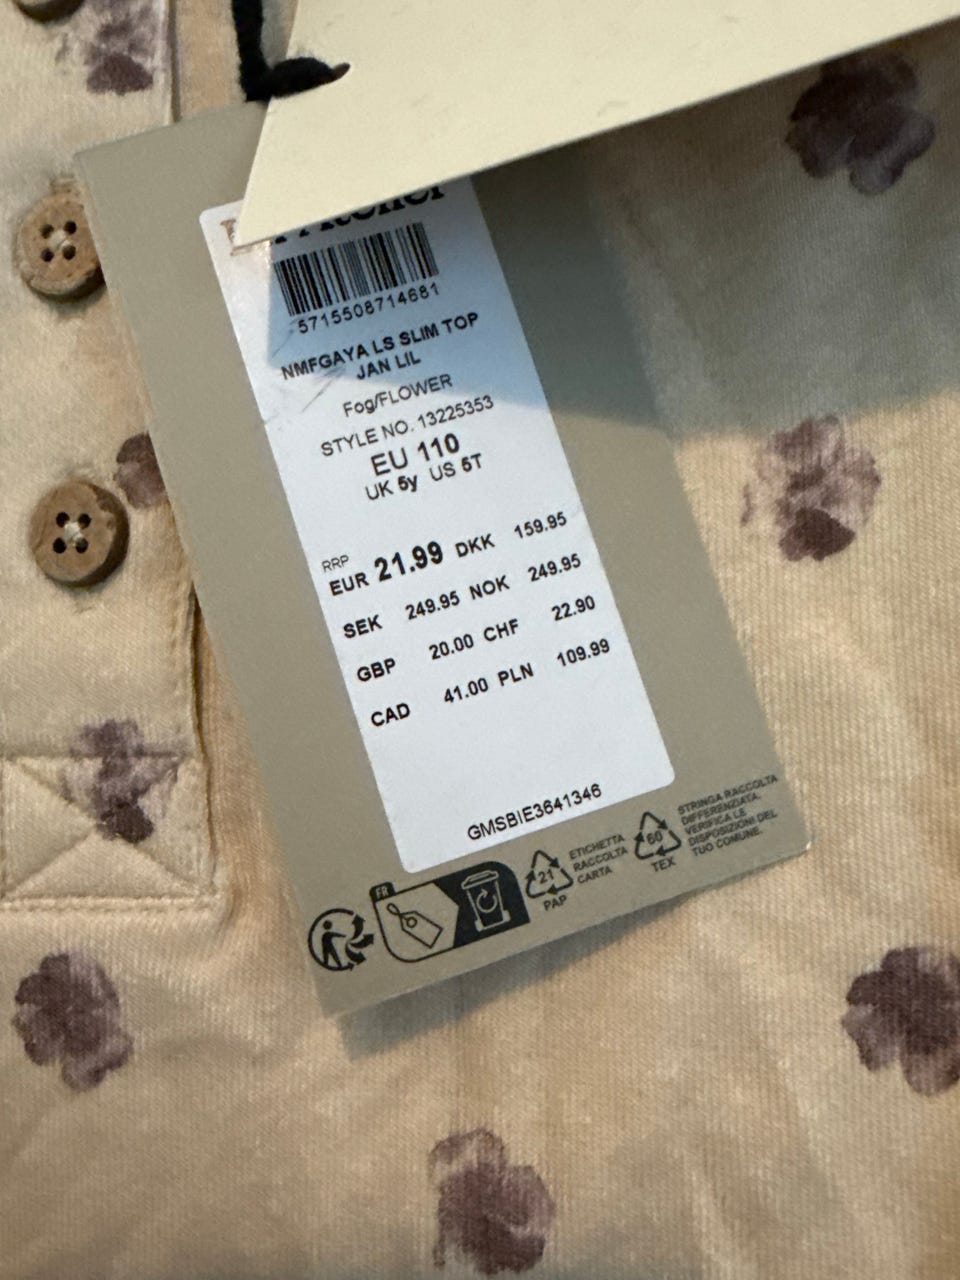 Atelier
5715508714681
NMFGAYA LS SLIM TOP
JAN LIL
Fog/FLOWER
STYLE NO. 13225353
EU 110
UK 5y US 5T
RRP
EUR 21.99 DKK 159.95
SEK 249.95 NOK 249.95
GBP 20.00 CHF 22.90
CAD 41.00 PLN 109.99
GMSBIE3641346
FR
21
PAP
ETICHETTA
RACCOLTA
CARTA
60
TEX
STRINGA RACCOLTA
DIFFERENZIATA.
VERIFICA LE
DISPOSIZIONI DEL
TUO COMUNE.